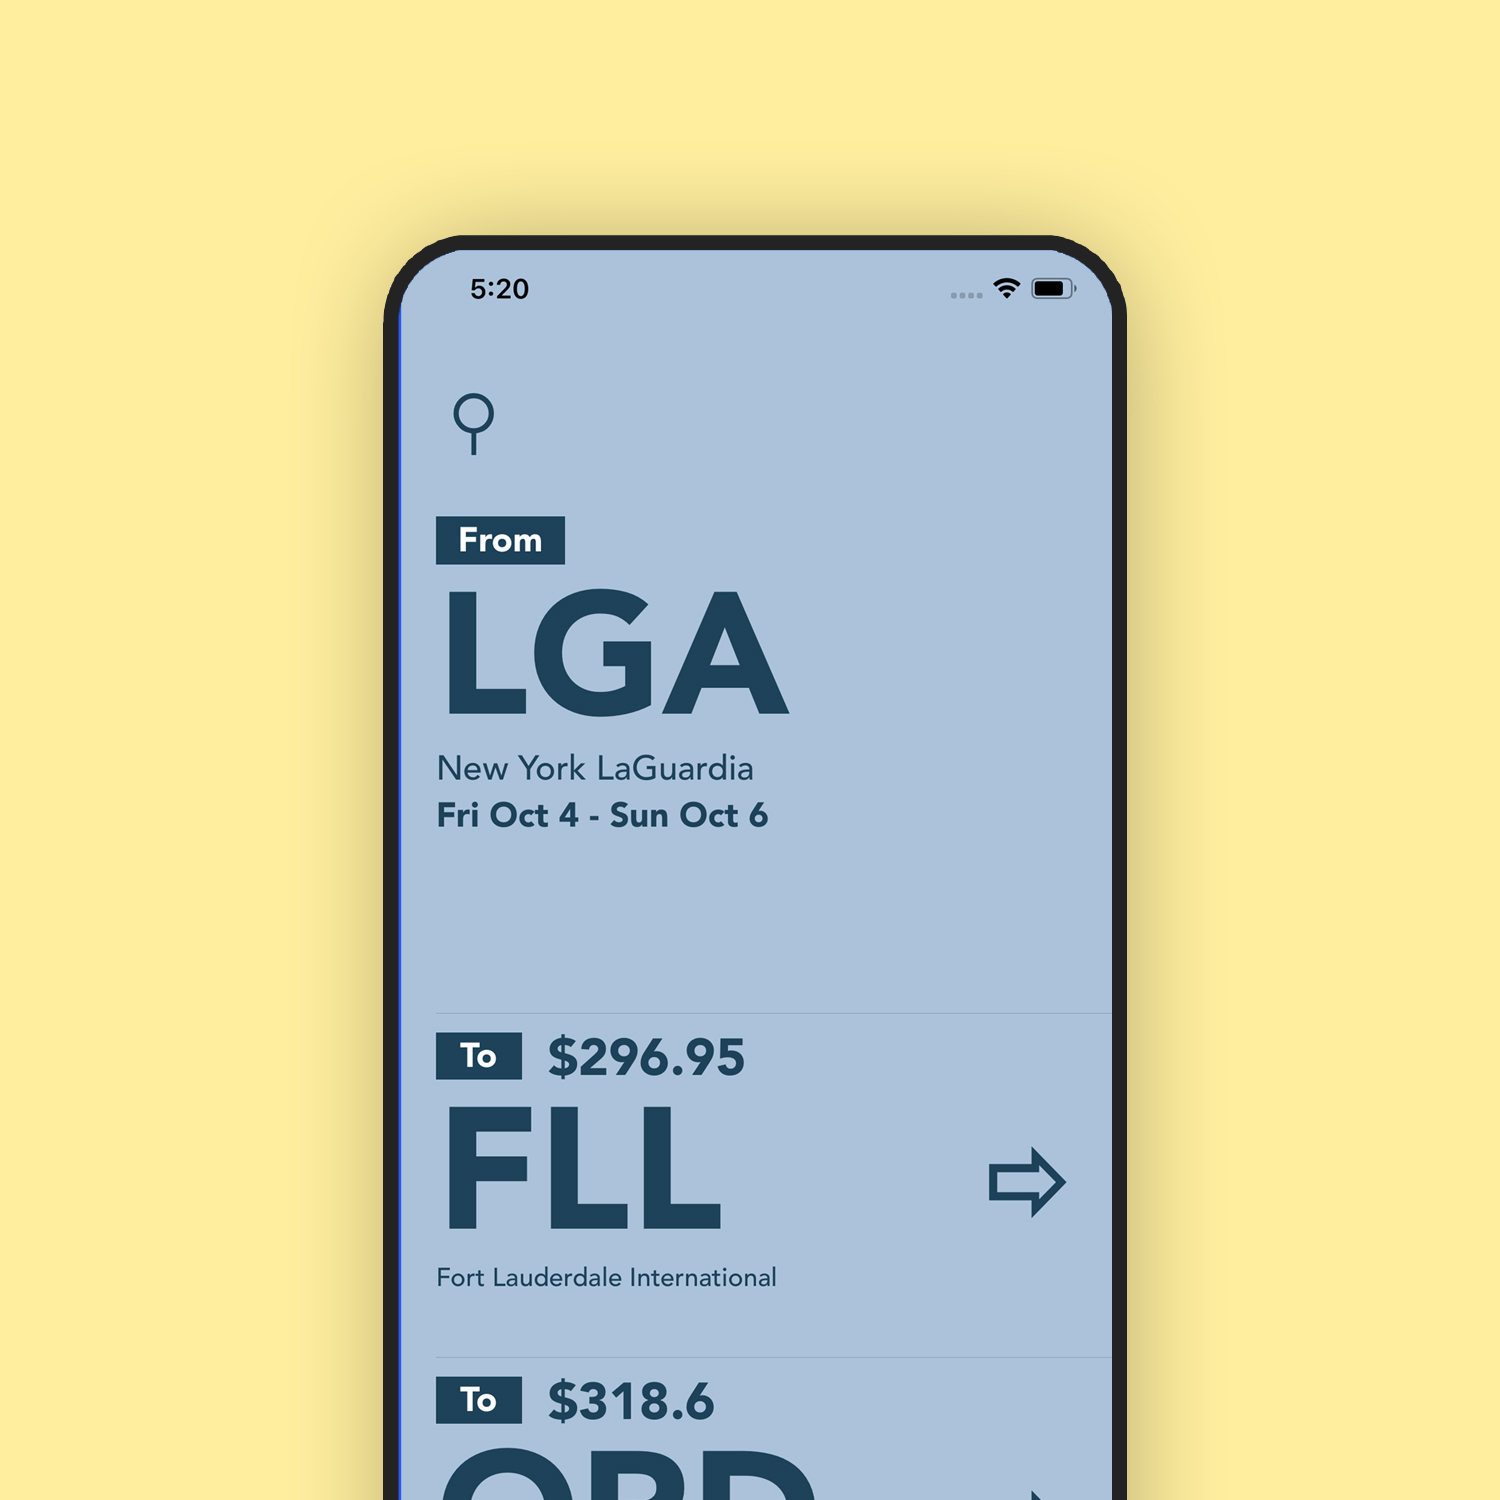 5:20
From
LGA
New York LaGuardia
Fri Oct 4 - Sun Oct 6
To $296.95
FLL
Fort Lauderdale International
To $318.6